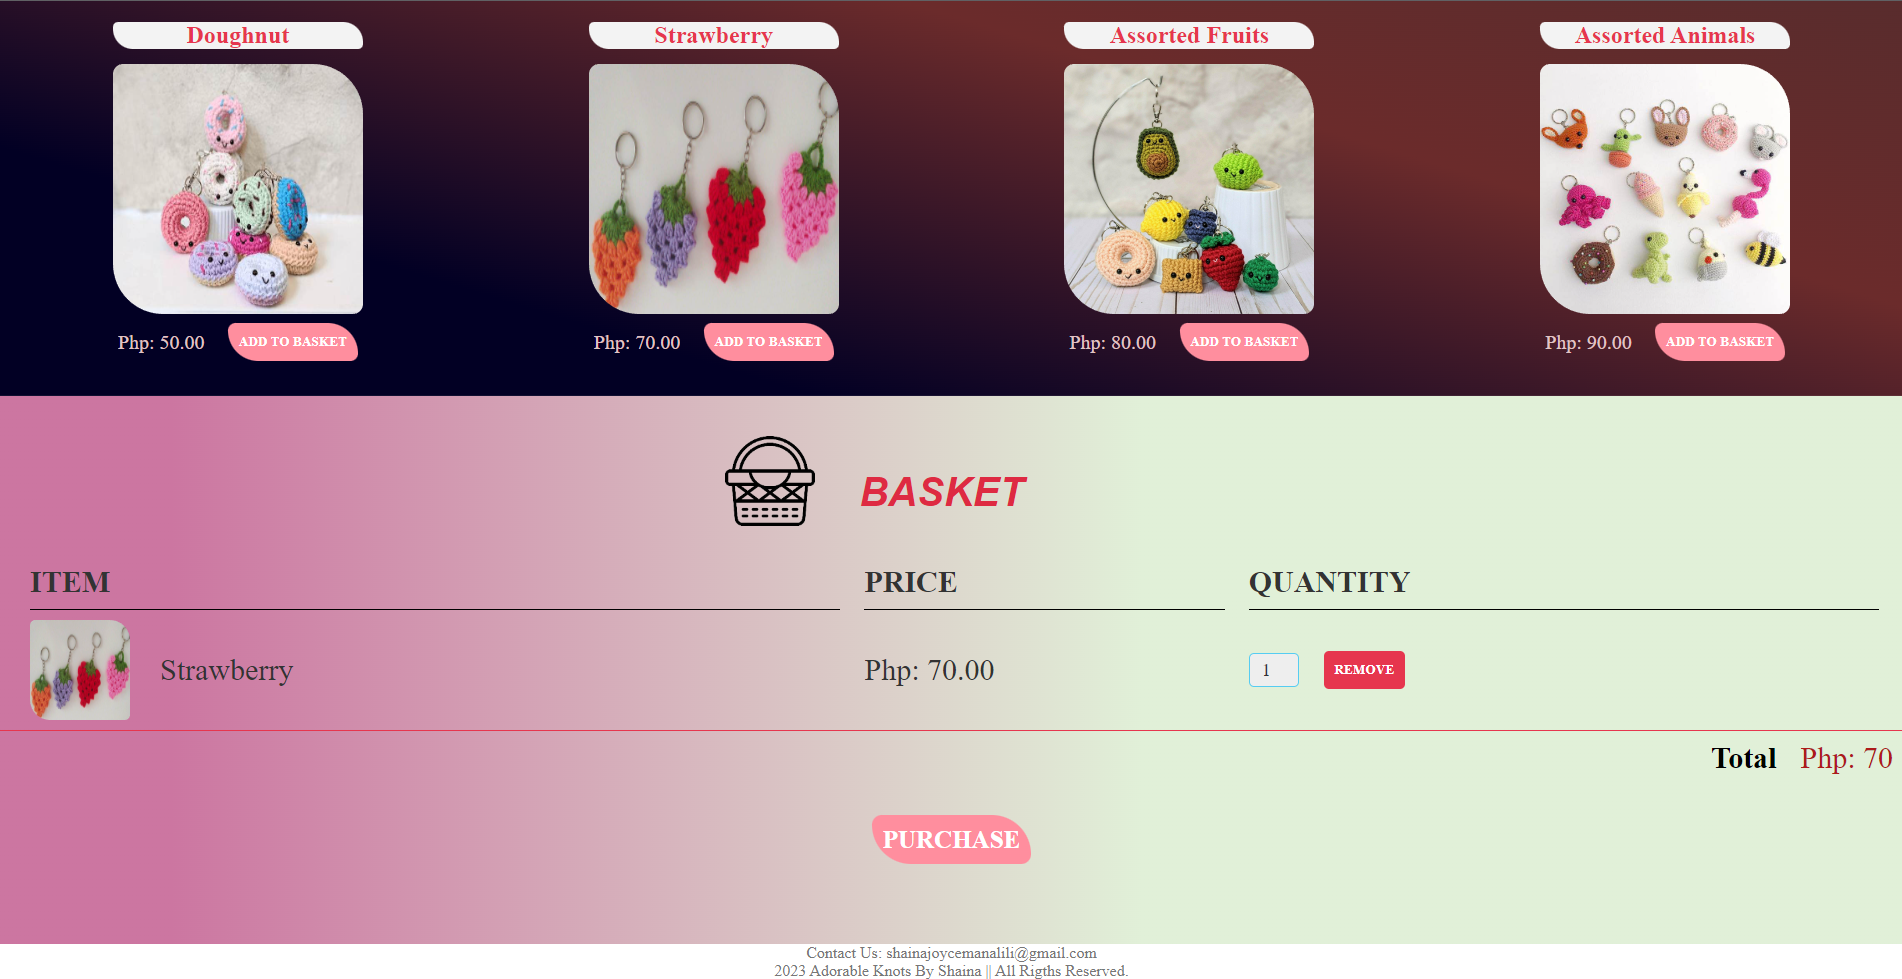 Doughnut
Strawberry
Assorted Fruits
Assorted Animals
Php: 50.00 ADD TO BASKET
Php: 70.00 ADD TO BASKET
Php: 80.00 ADD TO BASKET
Php: 90.00 ADD TO BASKET
BASKET
ITEM PRICE QUANTITY
Strawberry Php: 70.00 1 REMOVE
Total Php: 70
PURCHASE
Contact Us: shainajoycemanalili@gmail.com
2023 Adorable Knots By Shaina || All Rigths Reserved.